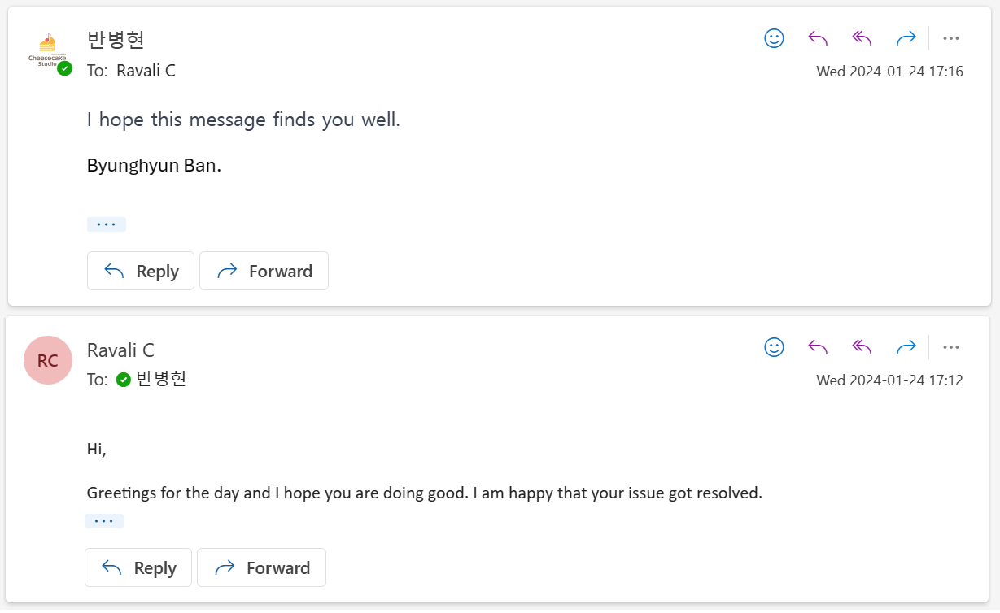 반병현
Cheesecake
Studio
To: Ravali C
Wed 2024-01-24 17:16
I hope this message finds you well.
Byunghyun Ban.
...
Reply
Forward
RC
Ravali C
To: 반병현
Wed 2024-01-24 17:12
Hi,
Greetings for the day and I hope you are doing good. I am happy that your issue got resolved.
...
Reply
Forward